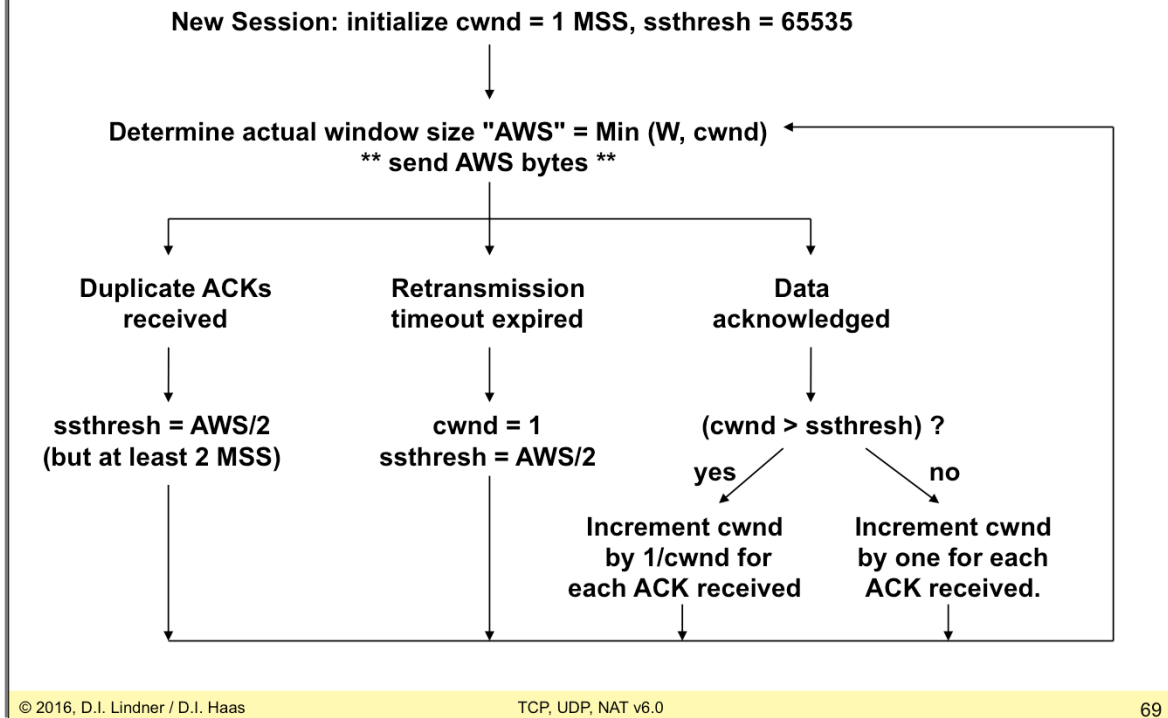 New Session: initialize cwnd = 1 MSS, ssthresh = 65535
Determine actual window size "AWS" = Min (W, cwnd)
** send AWS bytes **
Duplicate ACKs
received
Retransmission
timeout expired
Data
acknowledged
ssthresh = AWS/2
(but at least 2 MSS)
cwnd = 1
ssthresh = AWS/2
(cwnd > ssthresh) ?
yes
no
Increment cwnd
by 1/cwnd for
each ACK received
Increment cwnd
by one for each
ACK received.
© 2016, D.I. Lindner / D.I. Haas
TCP, UDP, NAT v6.0
69